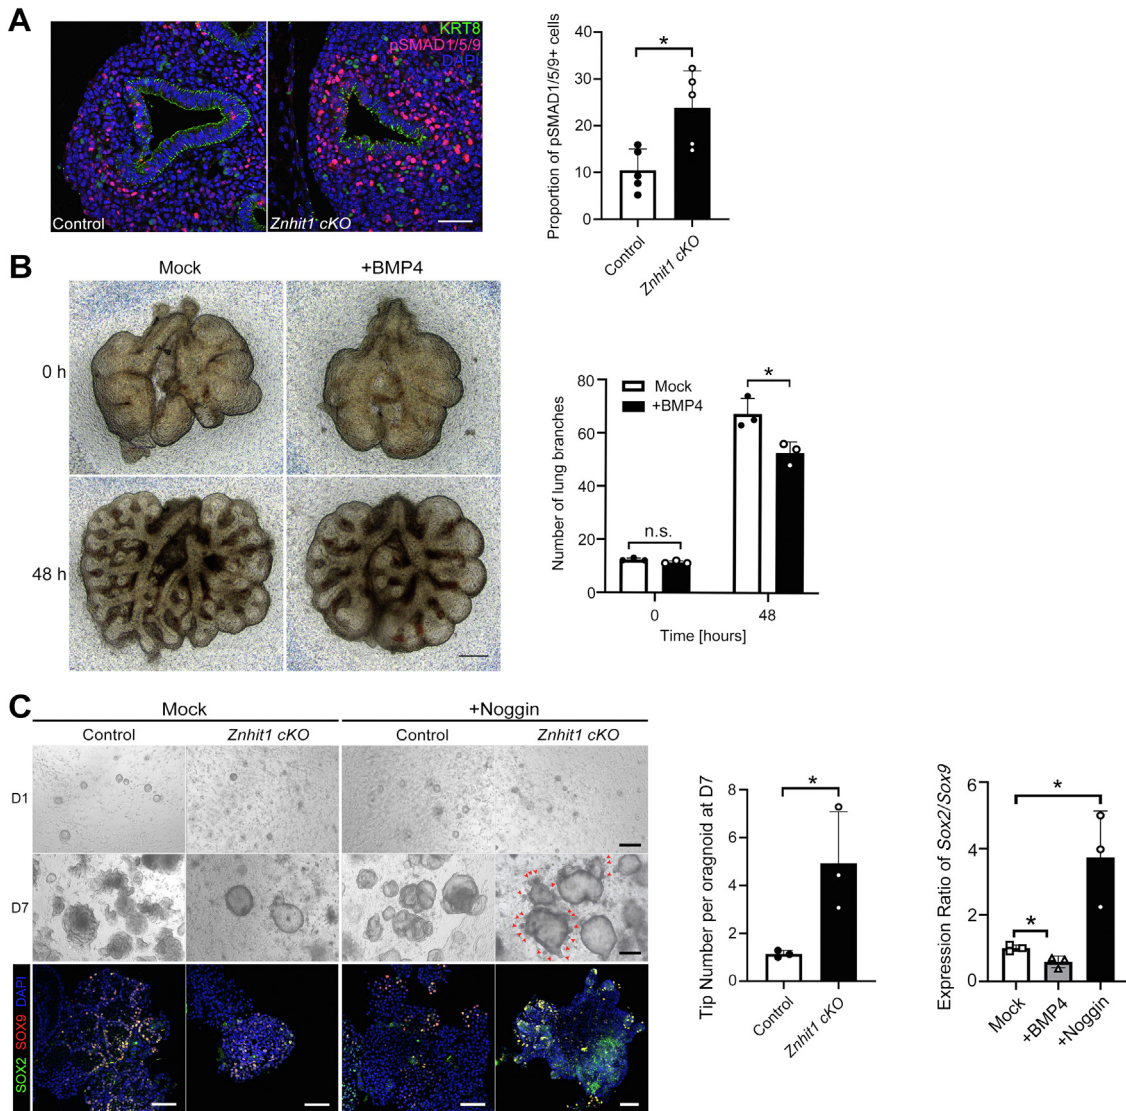 A
KRT8
pSMAD1/5/9
DAPI
Control
Znhit1 cKO
Proportion of pSMAD1/5/9+ cells
40
30
20
10
0
*
Control
Znhit1 cKO
B
Mock
+BMP4
0 h
48 h
Number of lung branches
80
60
40
20
0
Mock
+BMP4
n.s.
*
0
48
Time [hours]
C
Mock
+Noggin
Control
Znhit1 cKO
Control
Znhit1 cKO
D1
D7
SOX2 SOX9 DAPI
Tip Number per oragnoid at D7
8
6
4
2
0
*
Control
Znhit1 cKO
Expression Ratio of Sox2/Sox9
6
4
2
0
*
*
Mock
+BMP4
+Noggin